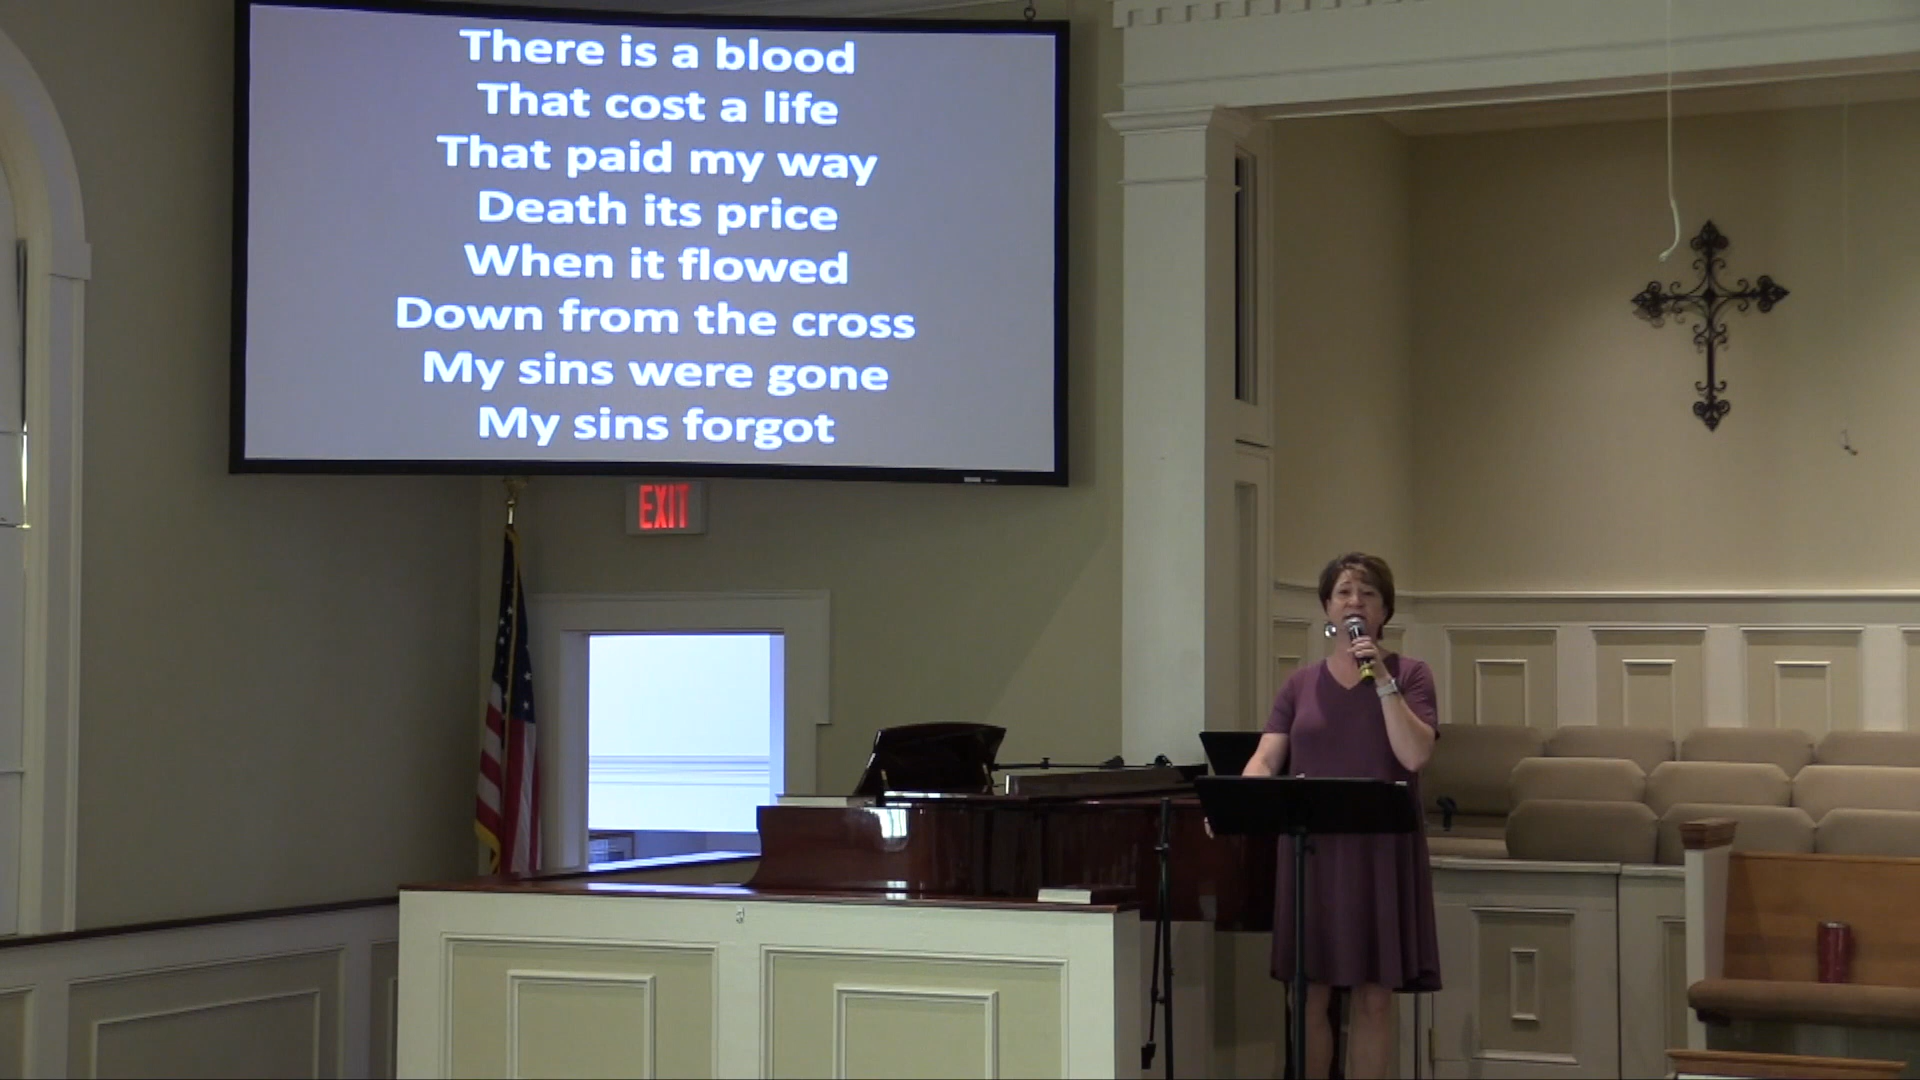 There is a blood
That cost a life
That paid my way
Death its price
When it flowed
Down from the cross
My sins were gone
My sins forgot
EXIT